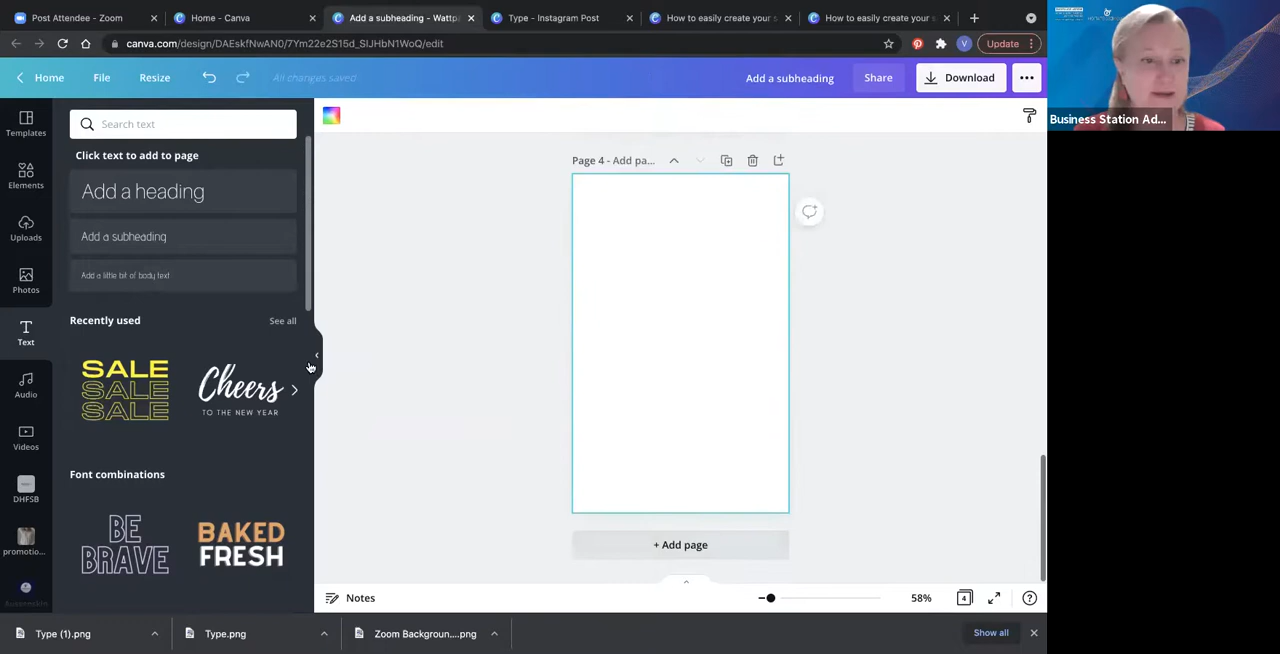 Post Attendee - Zoom
Home - Canva
Add a subheading - Wattp
Type - Instagram Post
How to easily create your s
How to easily create your s
canva.com/design/DAEskfNwAN0/7Ym22e2S15d_SIJHbN1WoQ/edit
V
Update
Home
File
Resize
All changes saved
Add a subheading
Share
Download
Business Station Ad...
Templates
Elements
Uploads
Photos
Text
Audio
Videos
DHFSB
promotio...
Search text
Click text to add to page
Add a heading
Add a subheading
Add a little bit of body text
Recently used
See all
SALE
SALE
SALE
Cheers
TO THE NEW YEAR
Font combinations
BE
BRAVE
BAKED
FRESH
Page 4 - Add pa...
+ Add page
Notes
58%
4
Type (1).png
Type.png
Zoom Backgroun....png
Show all